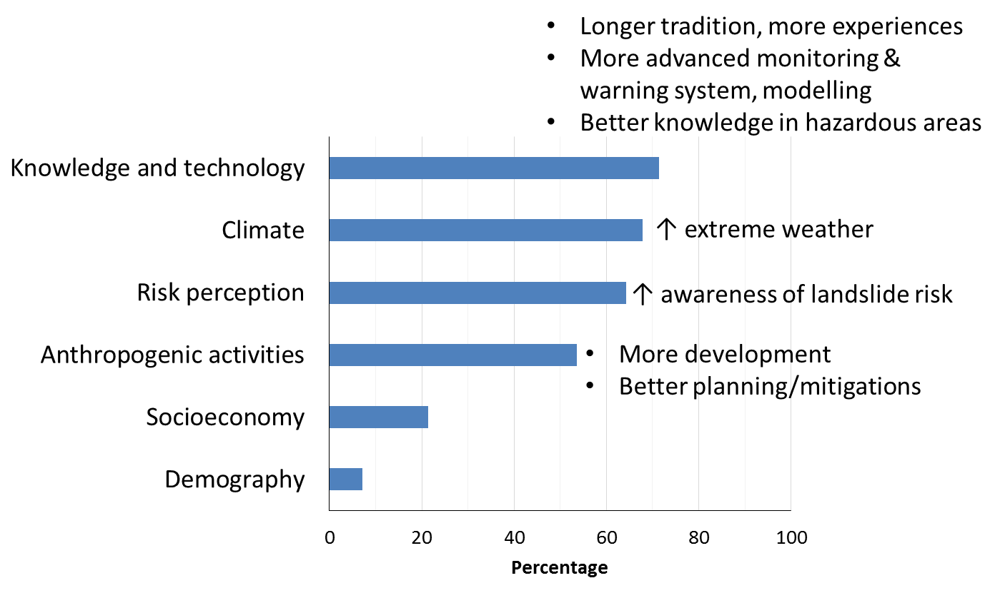 • Longer tradition, more experiences
• More advanced monitoring &
warning system, modelling
• Better knowledge in hazardous areas
Knowledge and technology
Climate
↑ extreme weather
Risk perception
↑ awareness of landslide risk
Anthropogenic activities
• More development
• Better planning/mitigations
Socioeconomy
Demography
0 20 40 60 80 100
Percentage